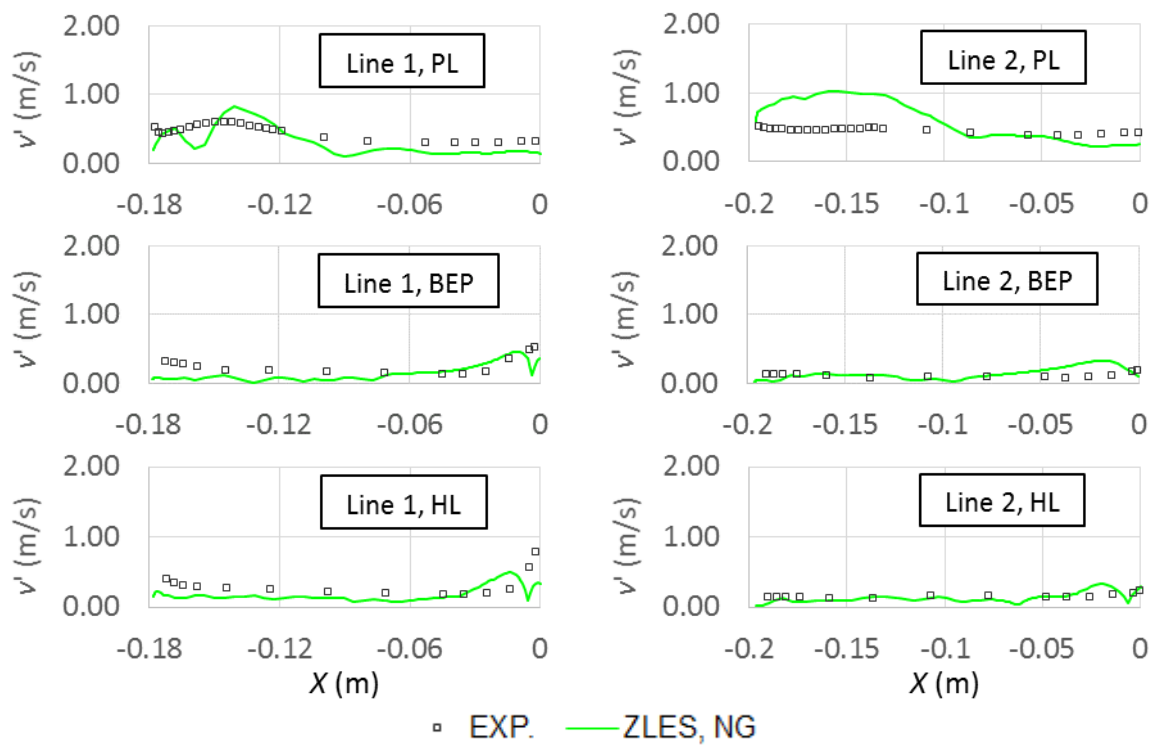 2.00
v' (m/s)
1.00
0.00
Line 1, PL
-0.18 -0.12 -0.06 0
2.00
v' (m/s)
1.00
0.00
Line 2, PL
-0.2 -0.15 -0.1 -0.05 0
2.00
v' (m/s)
1.00
0.00
Line 1, BEP
-0.18 -0.12 -0.06 0
2.00
v' (m/s)
1.00
0.00
Line 2, BEP
-0.2 -0.15 -0.1 -0.05 0
2.00
v' (m/s)
1.00
0.00
Line 1, HL
-0.18 -0.12 -0.06 0
X (m)
2.00
v' (m/s)
1.00
0.00
Line 2, HL
-0.2 -0.15 -0.1 -0.05 0
X (m)
EXP. ZLES, NG